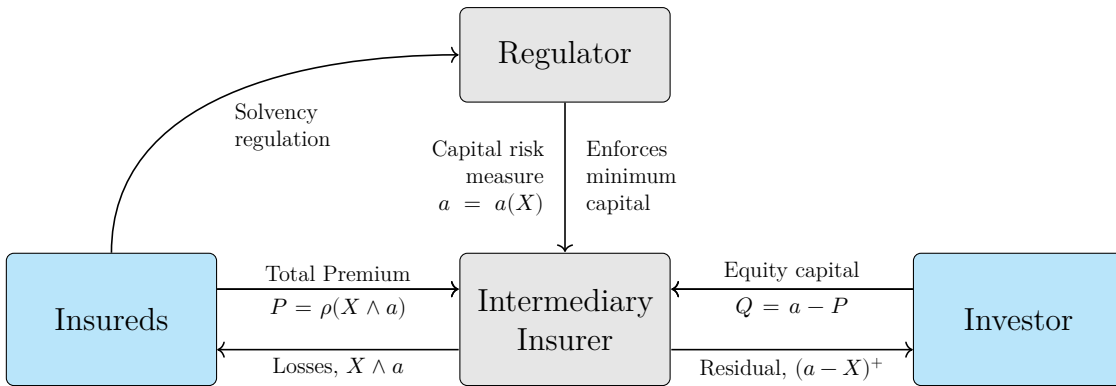 Regulator
Solvency
regulation
Capital risk
measure
a = a(X)
Enforces
minimum
capital
Insureds
Total Premium
P = ρ(X ∧ a)
Losses, X ∧ a
Intermediary
Insurer
Equity capital
Q = a − P
Residual, (a − X)⁺
Investor